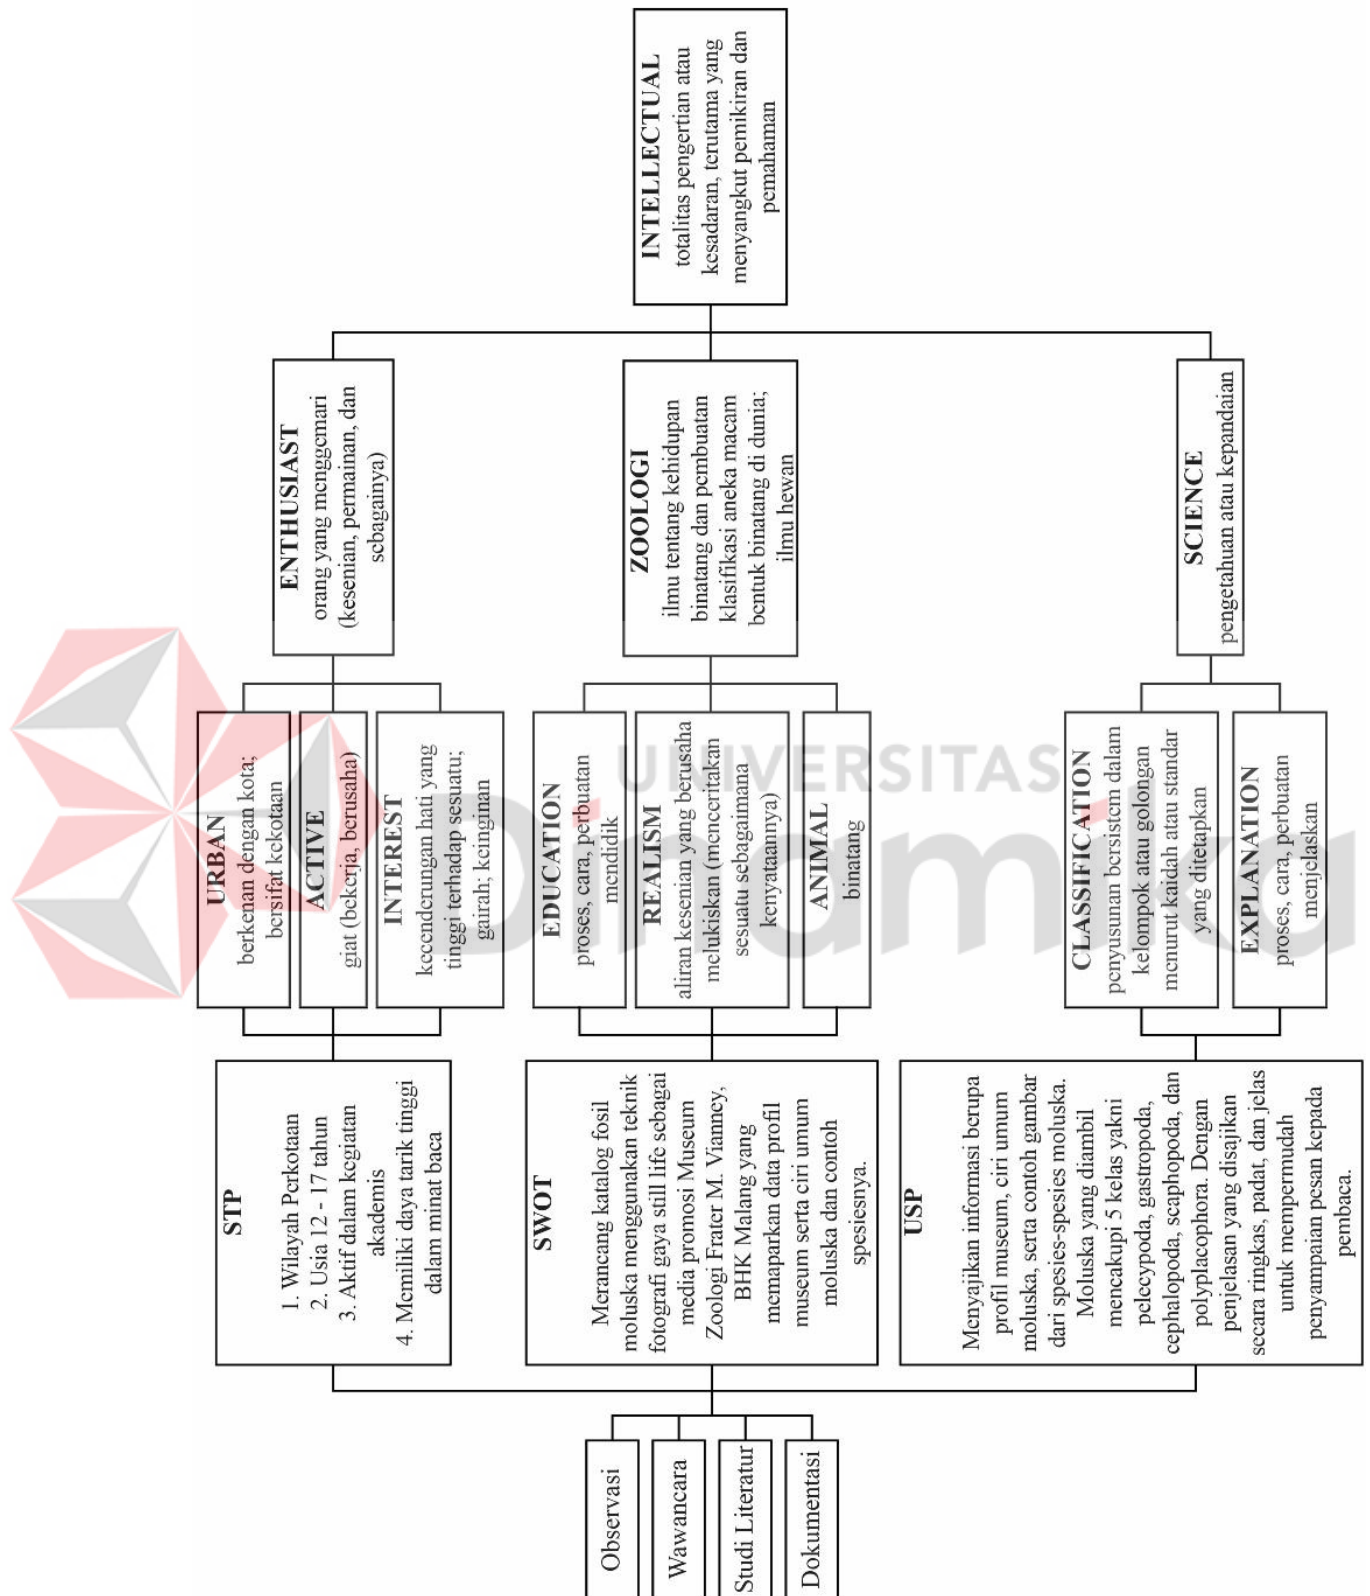 Observasi
Wawancara
Studi Literatur
Dokumentasi
STP
1. Wilayah Perkotaan
2. Usia 12 - 17 tahun
3. Aktif dalam kegiatan
akademis
4. Memiliki daya tarik tinggi
dalam minat baca
SWOT
Merancang katalog fosil
moluska menggunakan teknik
fotografi gaya still life sebagai
media promosi Museum
Zoologi Frater M. Vianney,
BHK Malang yang
memaparkan data profil
museum serta ciri umum
moluska dan contoh
spesiesnya.
USP
Menyajikan informasi berupa
profil museum, ciri umum
moluska, serta contoh gambar
dari spesies-spesies moluska.
Moluska yang diambil
mencakupi 5 kelas yakni
pelecypoda, gastropoda,
cephalopoda, scaphopoda, dan
polyplacophora. Dengan
penjelasan yang disajikan
secara ringkas, padat, dan jelas
untuk mempermudah
penyampaian pesan kepada
pembaca.
URBAN
berkenan dengan kota;
bersifat kekotaan
ACTIVE
giat (bekerja, berusaha)
INTEREST
kecenderungan hati yang
tinggi terhadap sesuatu;
gairah; keinginan
EDUCATION
proses, cara, perbuatan
mendidik
REALISM
aliran kesenian yang berusaha
melukiskan (menceritakan
sesuatu sebagaimana
kenyataannya)
ANIMAL
binatang
CLASSIFICATION
penyusunan bersistem dalam
kelompok atau golongan
menurut kaidah atau standar
yang ditetapkan
EXPLANATION
proses, cara, perbuatan
menjelaskan
ENTHUSIAST
orang yang menggemari
(kesenian, permainan, dan
sebagainya)
ZOOLOGI
ilmu tentang kehidupan
binatang dan pembuatan
klasifikasi aneka macam
bentuk binatang di dunia;
ilmu hewan
SCIENCE
pengetahuan atau kepandaian
INTELLECTUAL
totalitas pengertian atau
kesadaran, terutama yang
menyangkut pemikiran dan
pemahaman
UNIVERSITAS
Dinamika